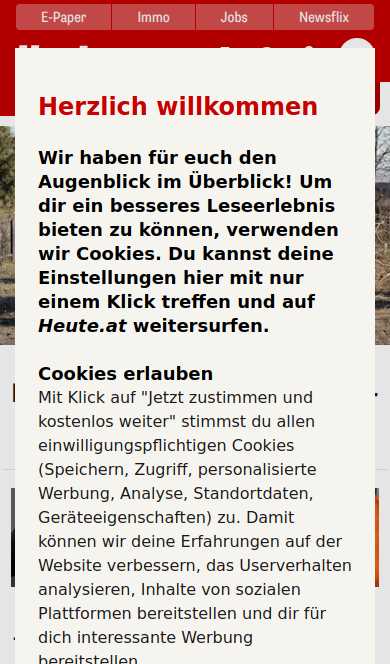 E-Paper Immo Jobs Newsflix
Herzlich willkommen
Wir haben für euch den
Augenblick im Überblick! Um
dir ein besseres Leseerlebnis
bieten zu können, verwenden
wir Cookies. Du kannst deine
Einstellungen hier mit nur
einem Klick treffen und auf
Heute.at weitersurfen.
Cookies erlauben
Mit Klick auf "Jetzt zustimmen und
kostenlos weiter" stimmst du allen
einwilligungspflichtigen Cookies
(Speichern, Zugriff, personalisierte
Werbung, Analyse, Standortdaten,
Geräteeigenschaften) zu. Damit
können wir deine Erfahrungen auf der
Website verbessern, das Userverhalten
analysieren, Inhalte von sozialen
Plattformen bereitstellen und dir für
dich interessante Werbung
bereitstellen